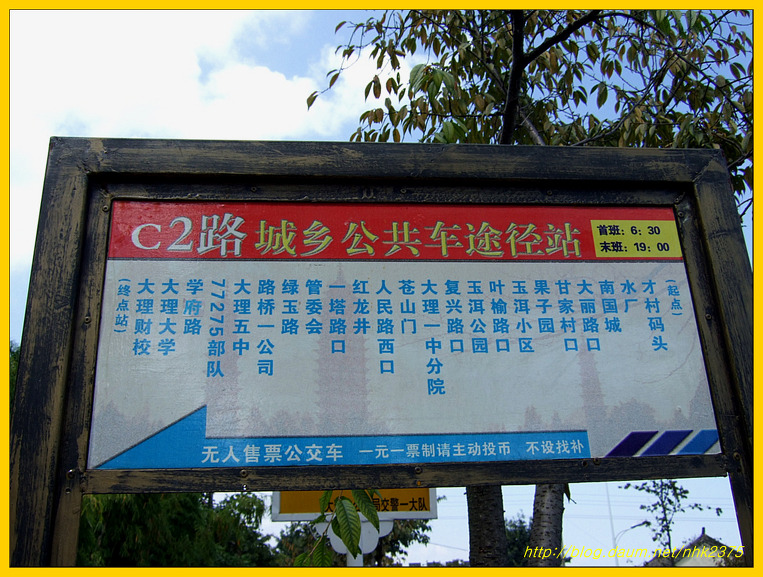 C2路 城乡公共车途径站
首班：6：30
末班：19：00
(起点)
才村码头
水厂
南国城
大丽路口
甘家村口
果子园
玉洱小区
叶榆路口
玉洱公园
复兴路口
大理一中分院
苍山门
人民路西口
红龙井
一塔路口
管委会
绿玉路
路桥一公司
大理五中
77275部队
学府路
大理大学
大理财校
(终点站)
无人售票公交车 一元一票制请主动投币 不设找补
局交警一大队